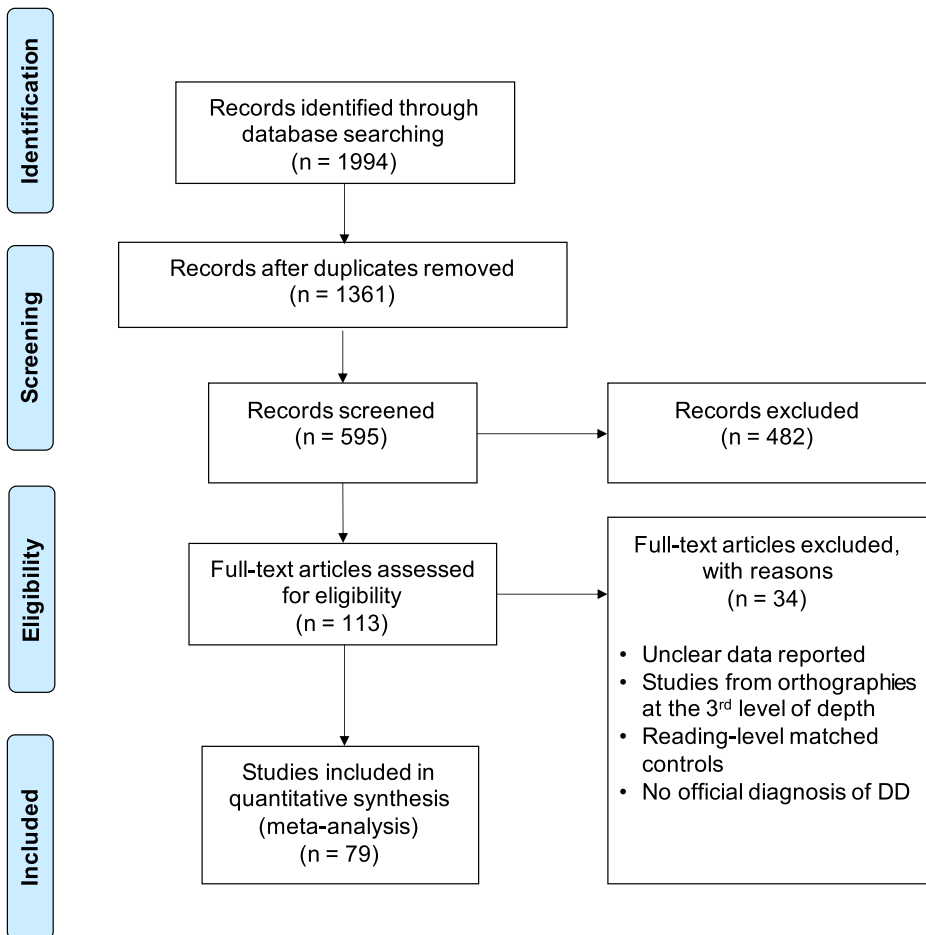 Identification
Records identified through
database searching
(n = 1994)
Screening
Records after duplicates removed
(n = 1361)
Records screened
(n = 595)
Records excluded
(n = 482)
Eligibility
Full-text articles assessed
for eligibility
(n = 113)
Full-text articles excluded,
with reasons
(n = 34)
• Unclear data reported
• Studies from orthographies
at the 3rd level of depth
• Reading-level matched
controls
• No official diagnosis of DD
Included
Studies included in
quantitative synthesis
(meta-analysis)
(n = 79)